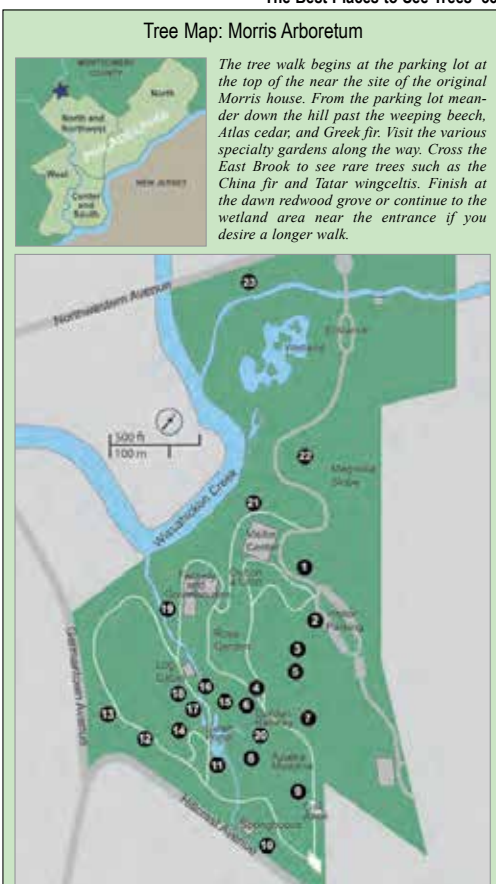 Tree Map: Morris Arboretum
The tree walk begins at the parking lot at
the top of the near the site of the original
Morris house. From the parking lot mean-
der down the hill past the weeping beech,
Atlas cedar, and Greek fir. Visit the various
specialty gardens along the way. Cross the
East Brook to see rare trees such as the
China fir and Tatar wingceltis. Finish at
the dawn redwood grove or continue to the
wetland area near the entrance if you
desire a longer walk.
MONTGOMERY
COUNTY
North
North and
Northwest
PHILADELPHIA
West
NEW JERSEY
Center
and
South
23
Northwestern Avenue
Entrance
Wetland
500 ft
100 m
22
Magnolia
Slope
Wissahickon Creek
21
Visitor
Center
1
19
2
Visitor
Parking
Rose
Garden
3
5
Germantown Avenue
Log
Cabin
16
4
18
17
15
6
13
14
7
12
20
11
8
Azalea
Meadow
9
Hillcrest Avenue
Springhouse
10